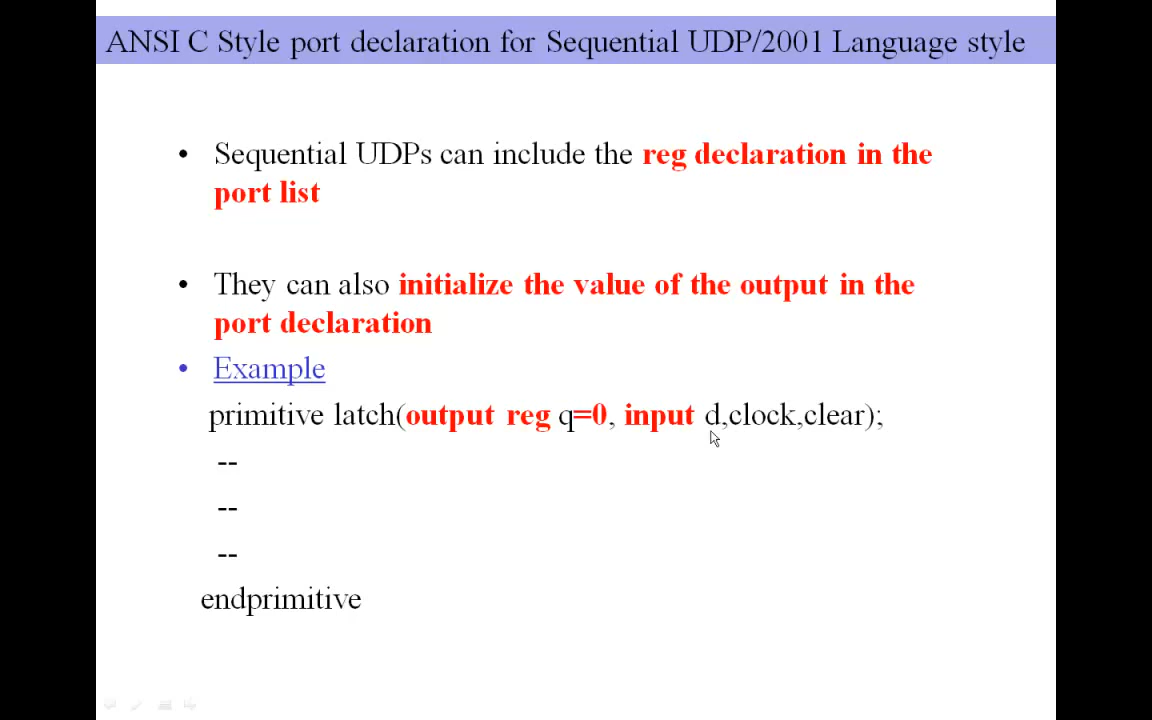 ANSI C Style port declaration for Sequential UDP/2001 Language style
• Sequential UDPs can include the reg declaration in the
port list
• They can also initialize the value of the output in the
port declaration
• Example
primitive latch(output reg q=0, input d,clock,clear);
--
--
--
endprimitive